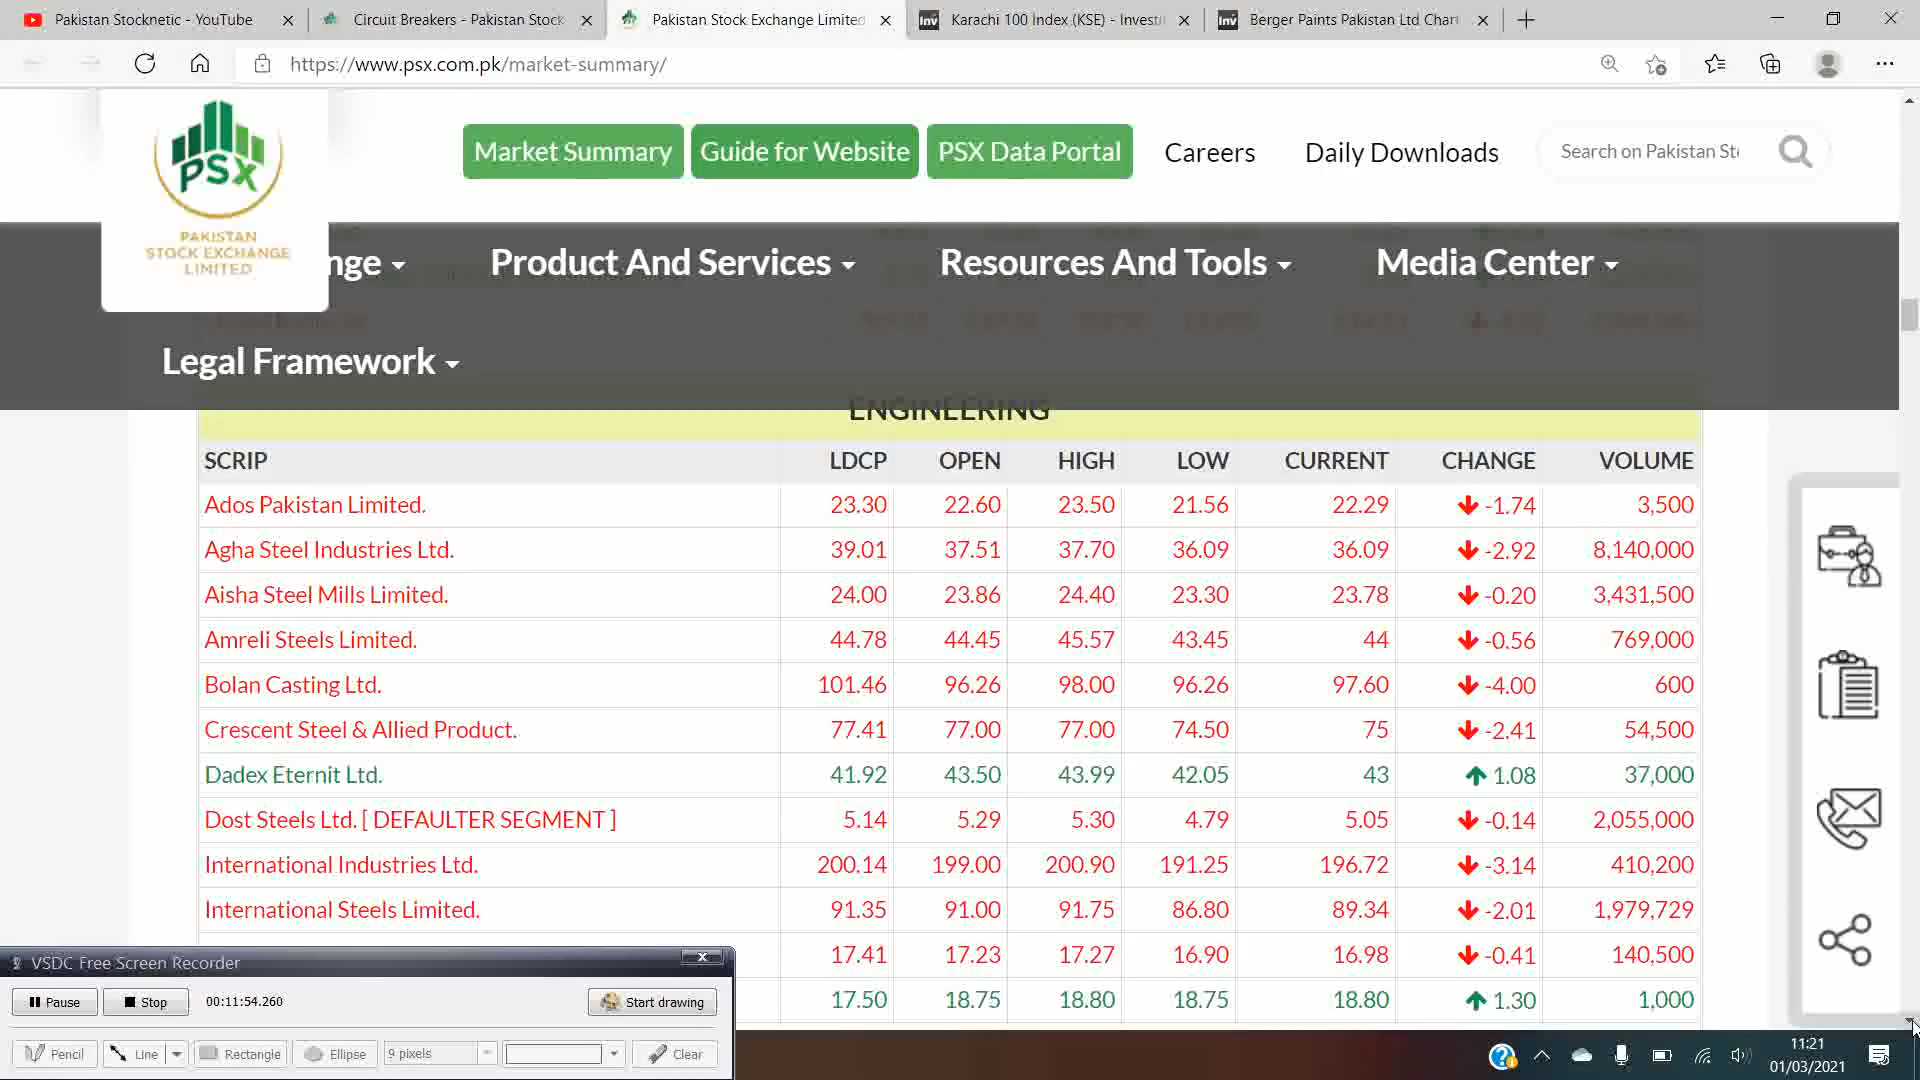 Pakistan Stocknetic - YouTube
Circuit Breakers - Pakistan Stock
Pakistan Stock Exchange Limited
Karachi 100 Index (KSE) - Investi
Berger Paints Pakistan Ltd Chart
https://www.psx.com.pk/market-summary/
PSX
PAKISTAN
STOCK EXCHANGE
LIMITED
Market Summary
Guide for Website
PSX Data Portal
Careers
Daily Downloads
Search on Pakistan Sto
nge
Product And Services
Resources And Tools
Media Center
Legal Framework
ENGINEERING
SCRIP LDCP OPEN HIGH LOW CURRENT CHANGE VOLUME
Ados Pakistan Limited. 23.30 22.60 23.50 21.56 22.29 -1.74 3,500
Agha Steel Industries Ltd. 39.01 37.51 37.70 36.09 36.09 -2.92 8,140,000
Aisha Steel Mills Limited. 24.00 23.86 24.40 23.30 23.78 -0.20 3,431,500
Amreli Steels Limited. 44.78 44.45 45.57 43.45 44 -0.56 769,000
Bolan Casting Ltd. 101.46 96.26 98.00 96.26 97.60 -4.00 600
Crescent Steel & Allied Product. 77.41 77.00 77.00 74.50 75 -2.41 54,500
Dadex Eternit Ltd. 41.92 43.50 43.99 42.05 43 1.08 37,000
Dost Steels Ltd. [ DEFAULTER SEGMENT ] 5.14 5.29 5.30 4.79 5.05 -0.14 2,055,000
International Industries Ltd. 200.14 199.00 200.90 191.25 196.72 -3.14 410,200
International Steels Limited. 91.35 91.00 91.75 86.80 89.34 -2.01 1,979,729
17.41 17.23 17.27 16.90 16.98 -0.41 140,500
17.50 18.75 18.80 18.75 18.80 1.30 1,000
VSDC Free Screen Recorder
Pause
Stop
00:11:54.260
Start drawing
Pencil
Line
Rectangle
Ellipse
9 pixels
Clear
11:21
01/03/2021